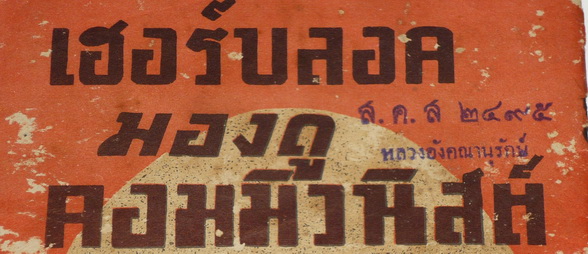 เฮอร์บลอค
ส.ค.ส ๒๔๙๕
มองดู
หลวงอังคณานุรักษ์
คอมมิวนิสต์